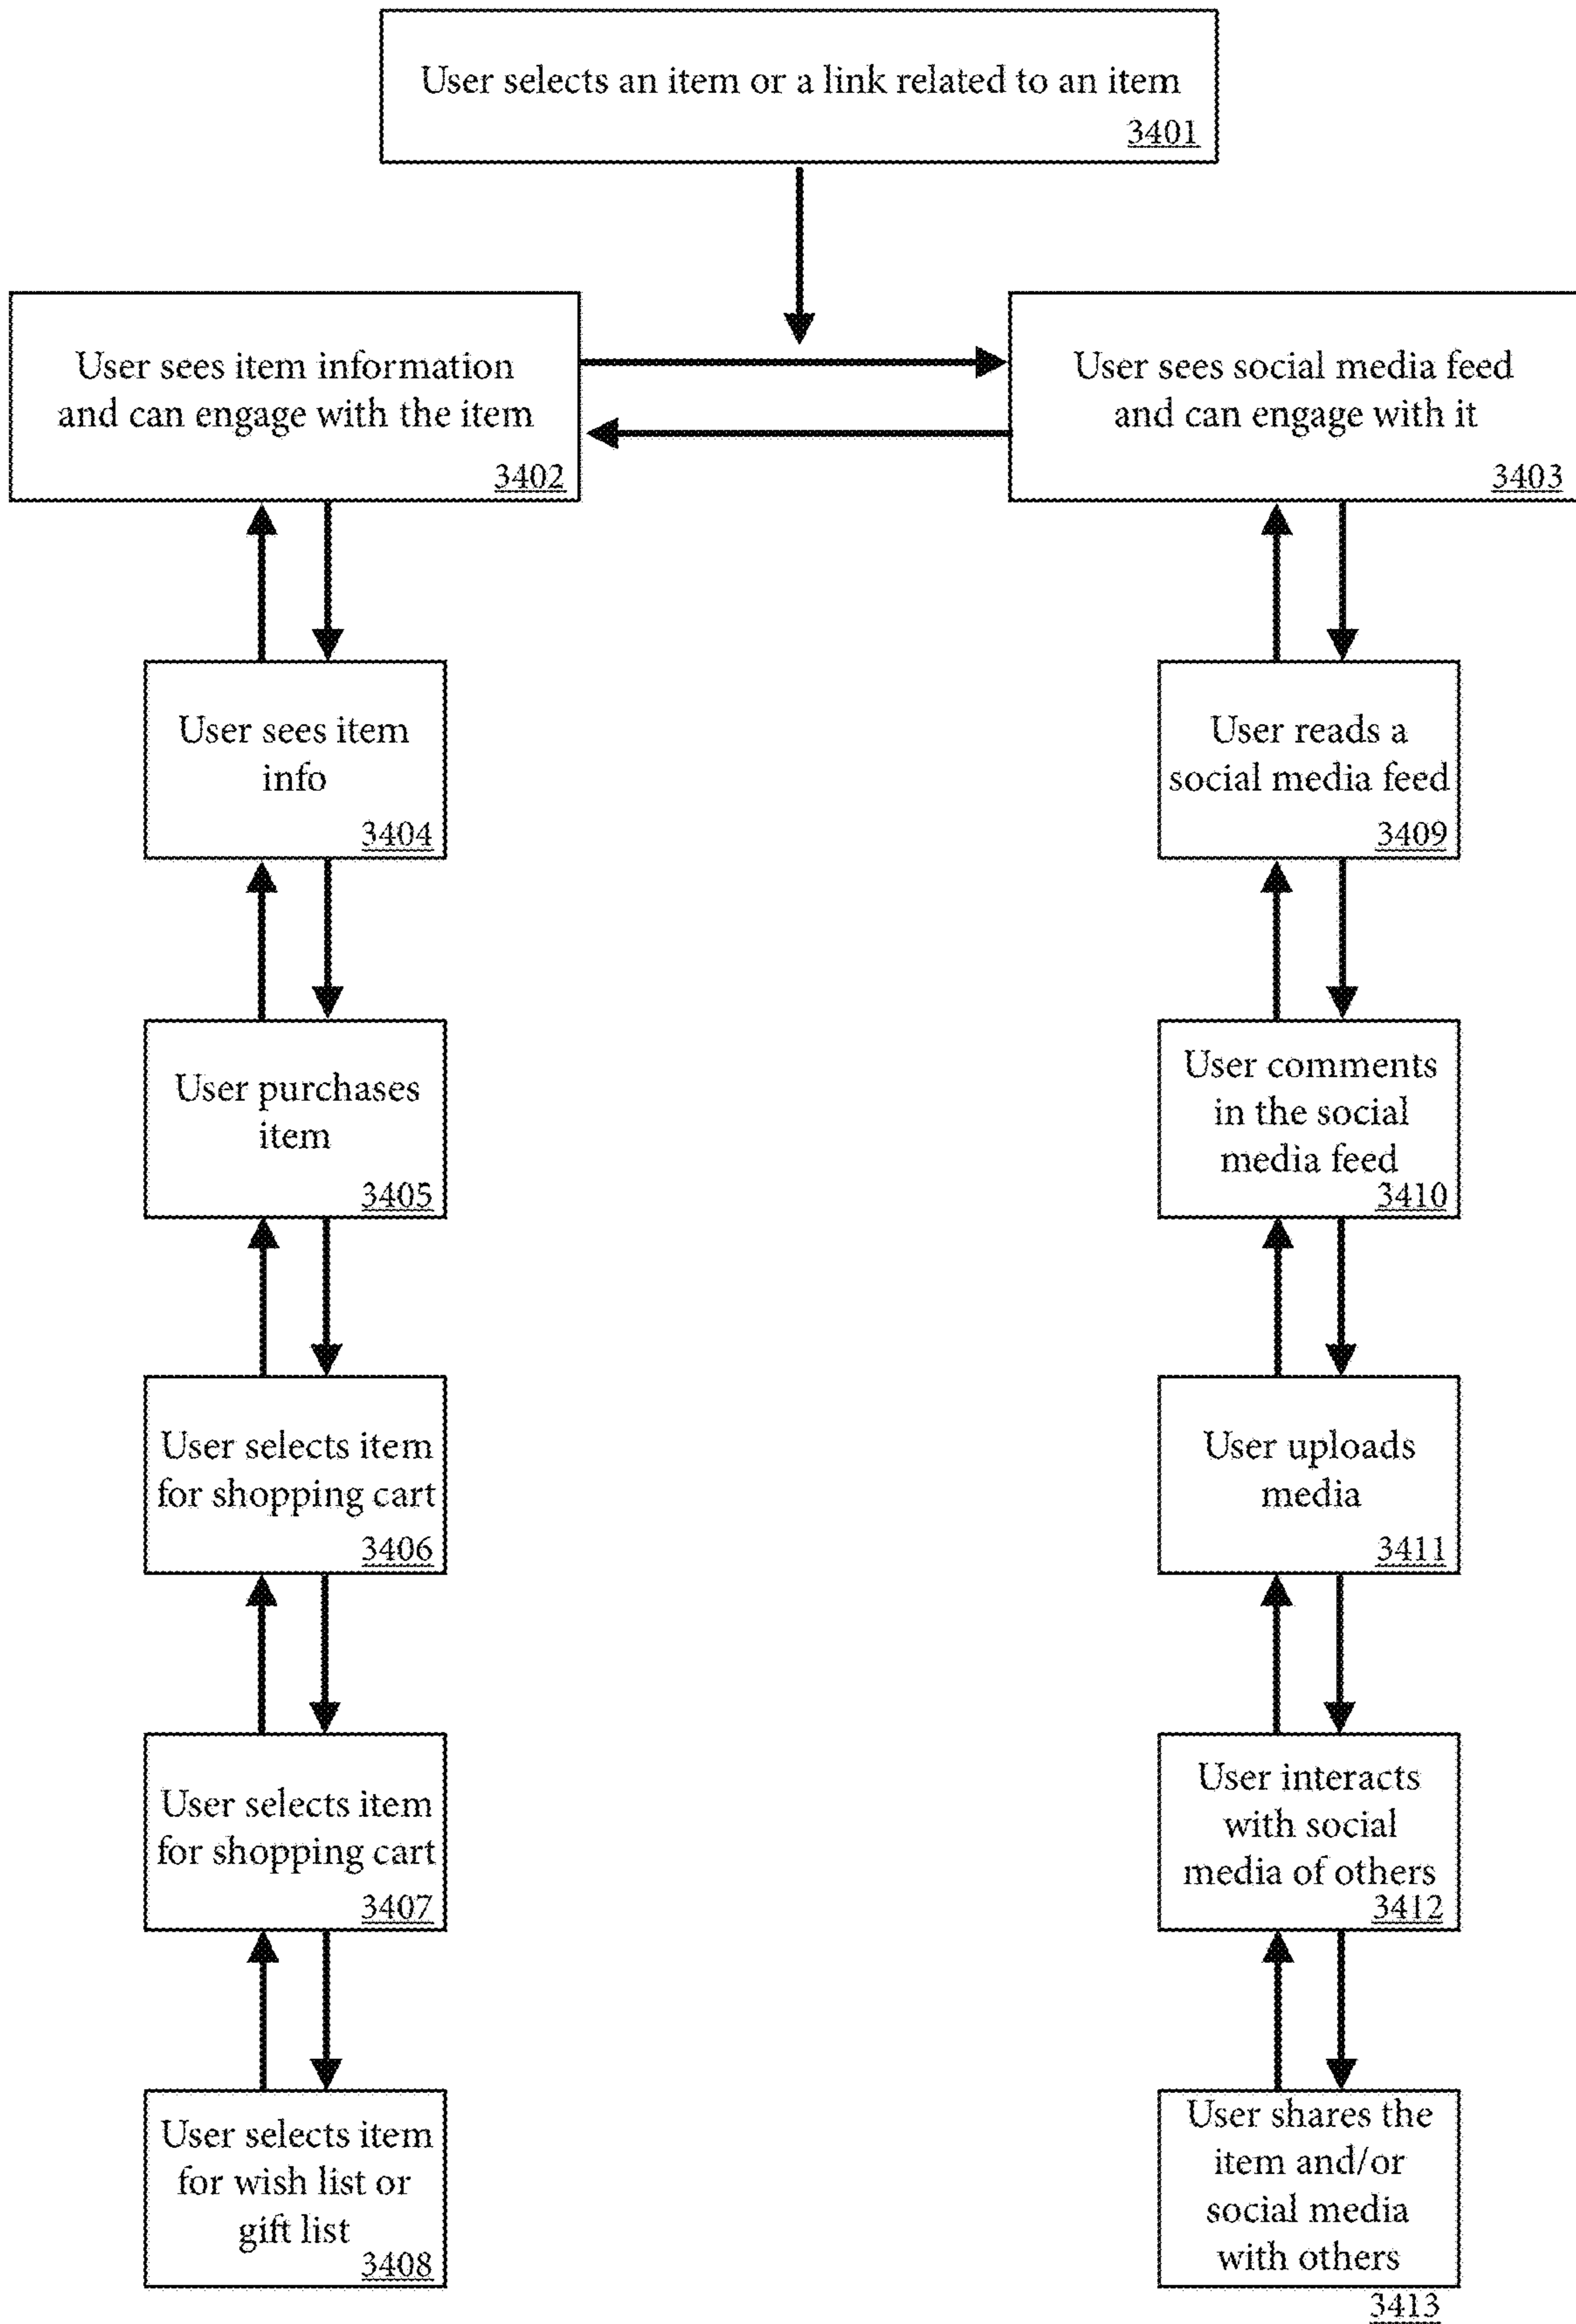 User selects an item or a link related to an item
3401
User sees item information
and can engage with the item
3402
User sees social media feed
and can engage with it
3403
User sees item
info
3404
User purchases
item
3405
User selects item
for shopping cart
3406
User selects item
for shopping cart
3407
User selects item
for wish list or
gift list
3408
User reads a
social media feed
3409
User comments
in the social
media feed
3410
User uploads
media
3411
User interacts
with social
media of others
3412
User shares the
item and/or
social media
with others
3413